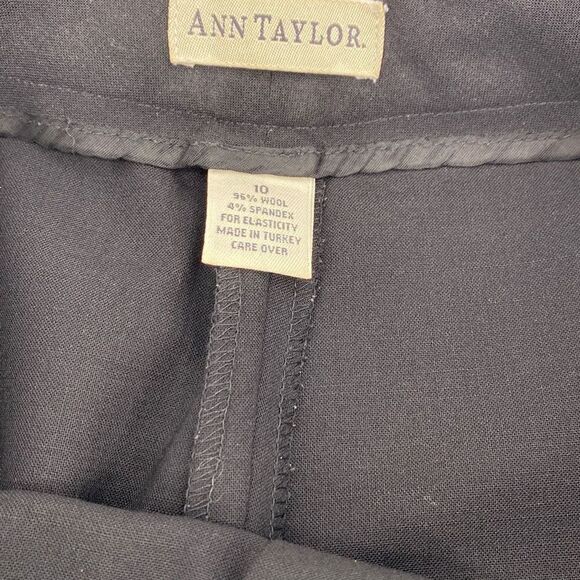 ANN TAYLOR.
10
96% WOOL
4% SPANDEX
FOR ELASTICITY
MADE IN TURKEY
CARE OVER